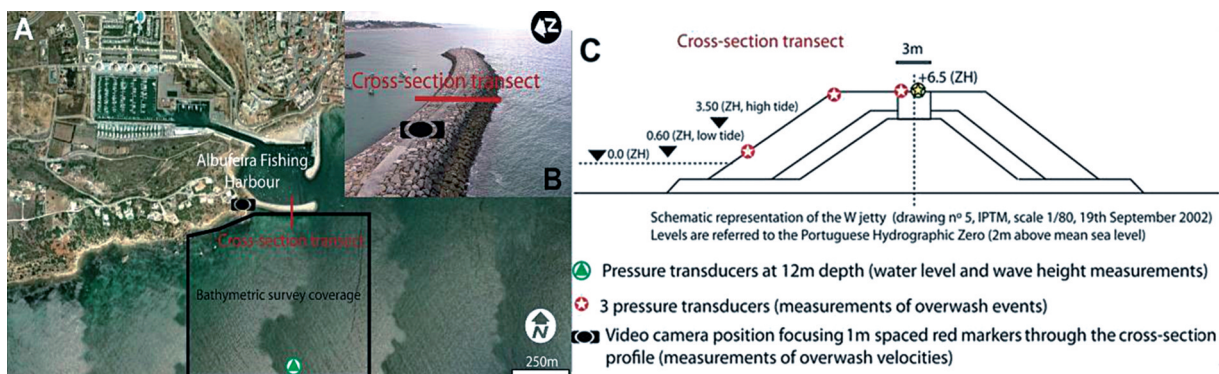 A
Albufeira Fishing
Harbour
Cross-section transect
Bathymetric survey coverage
N
250m
Z
Cross-section transect
B
C
Cross-section transect
3m
+6.5 (ZH)
3.50 (ZH, high tide)
0.60 (ZH, low tide)
0.0 (ZH)
Schematic representation of the W jetty (drawing nº 5, IPTM, scale 1/80, 19th September 2002)
Levels are referred to the Portuguese Hydrographic Zero (2m above mean sea level)
Pressure transducers at 12m depth (water level and wave height measurements)
3 pressure transducers (measurements of overwash events)
Video camera position focusing 1m spaced red markers through the cross-section
profile (measurements of overwash velocities)